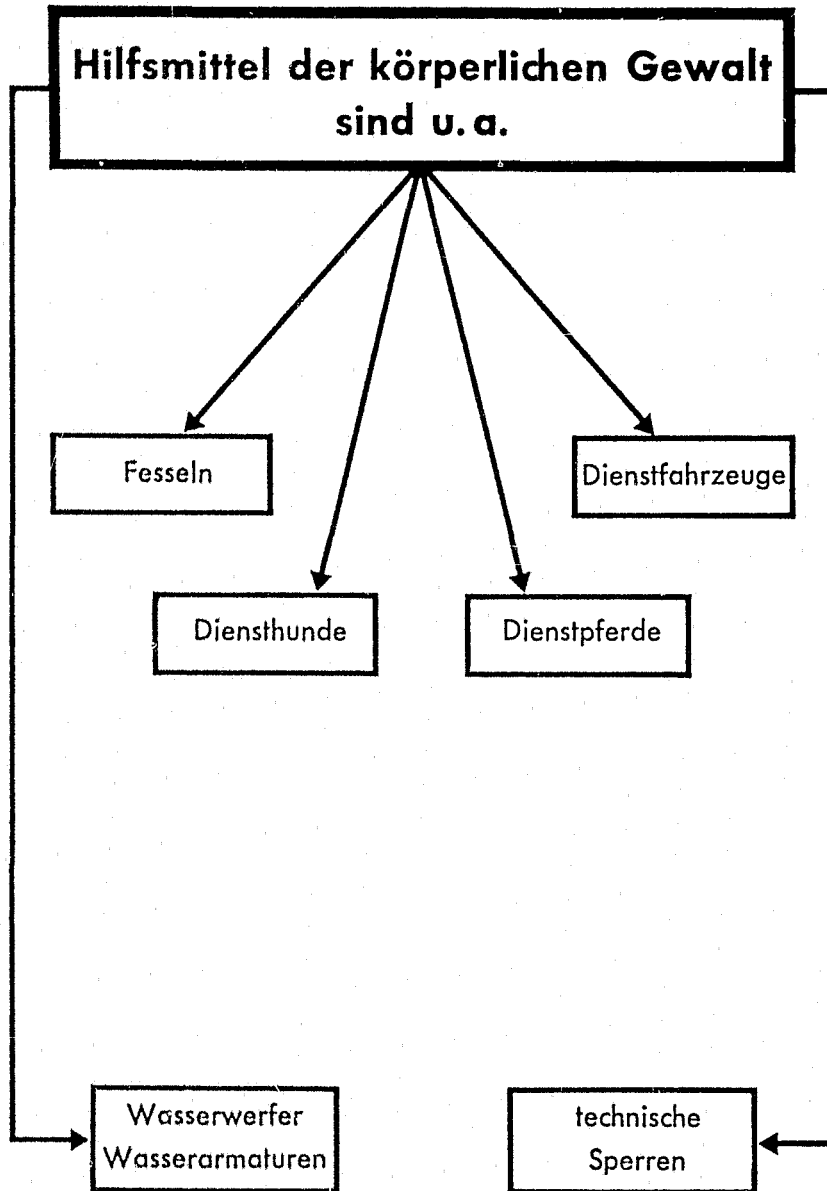 Hilfsmittel der körperlichen Gewalt
sind u. a.
Fesseln
Dienstfahrzeuge
Diensthunde
Dienstpferde
Wasserwerfer
Wasserarmaturen
technische
Sperren